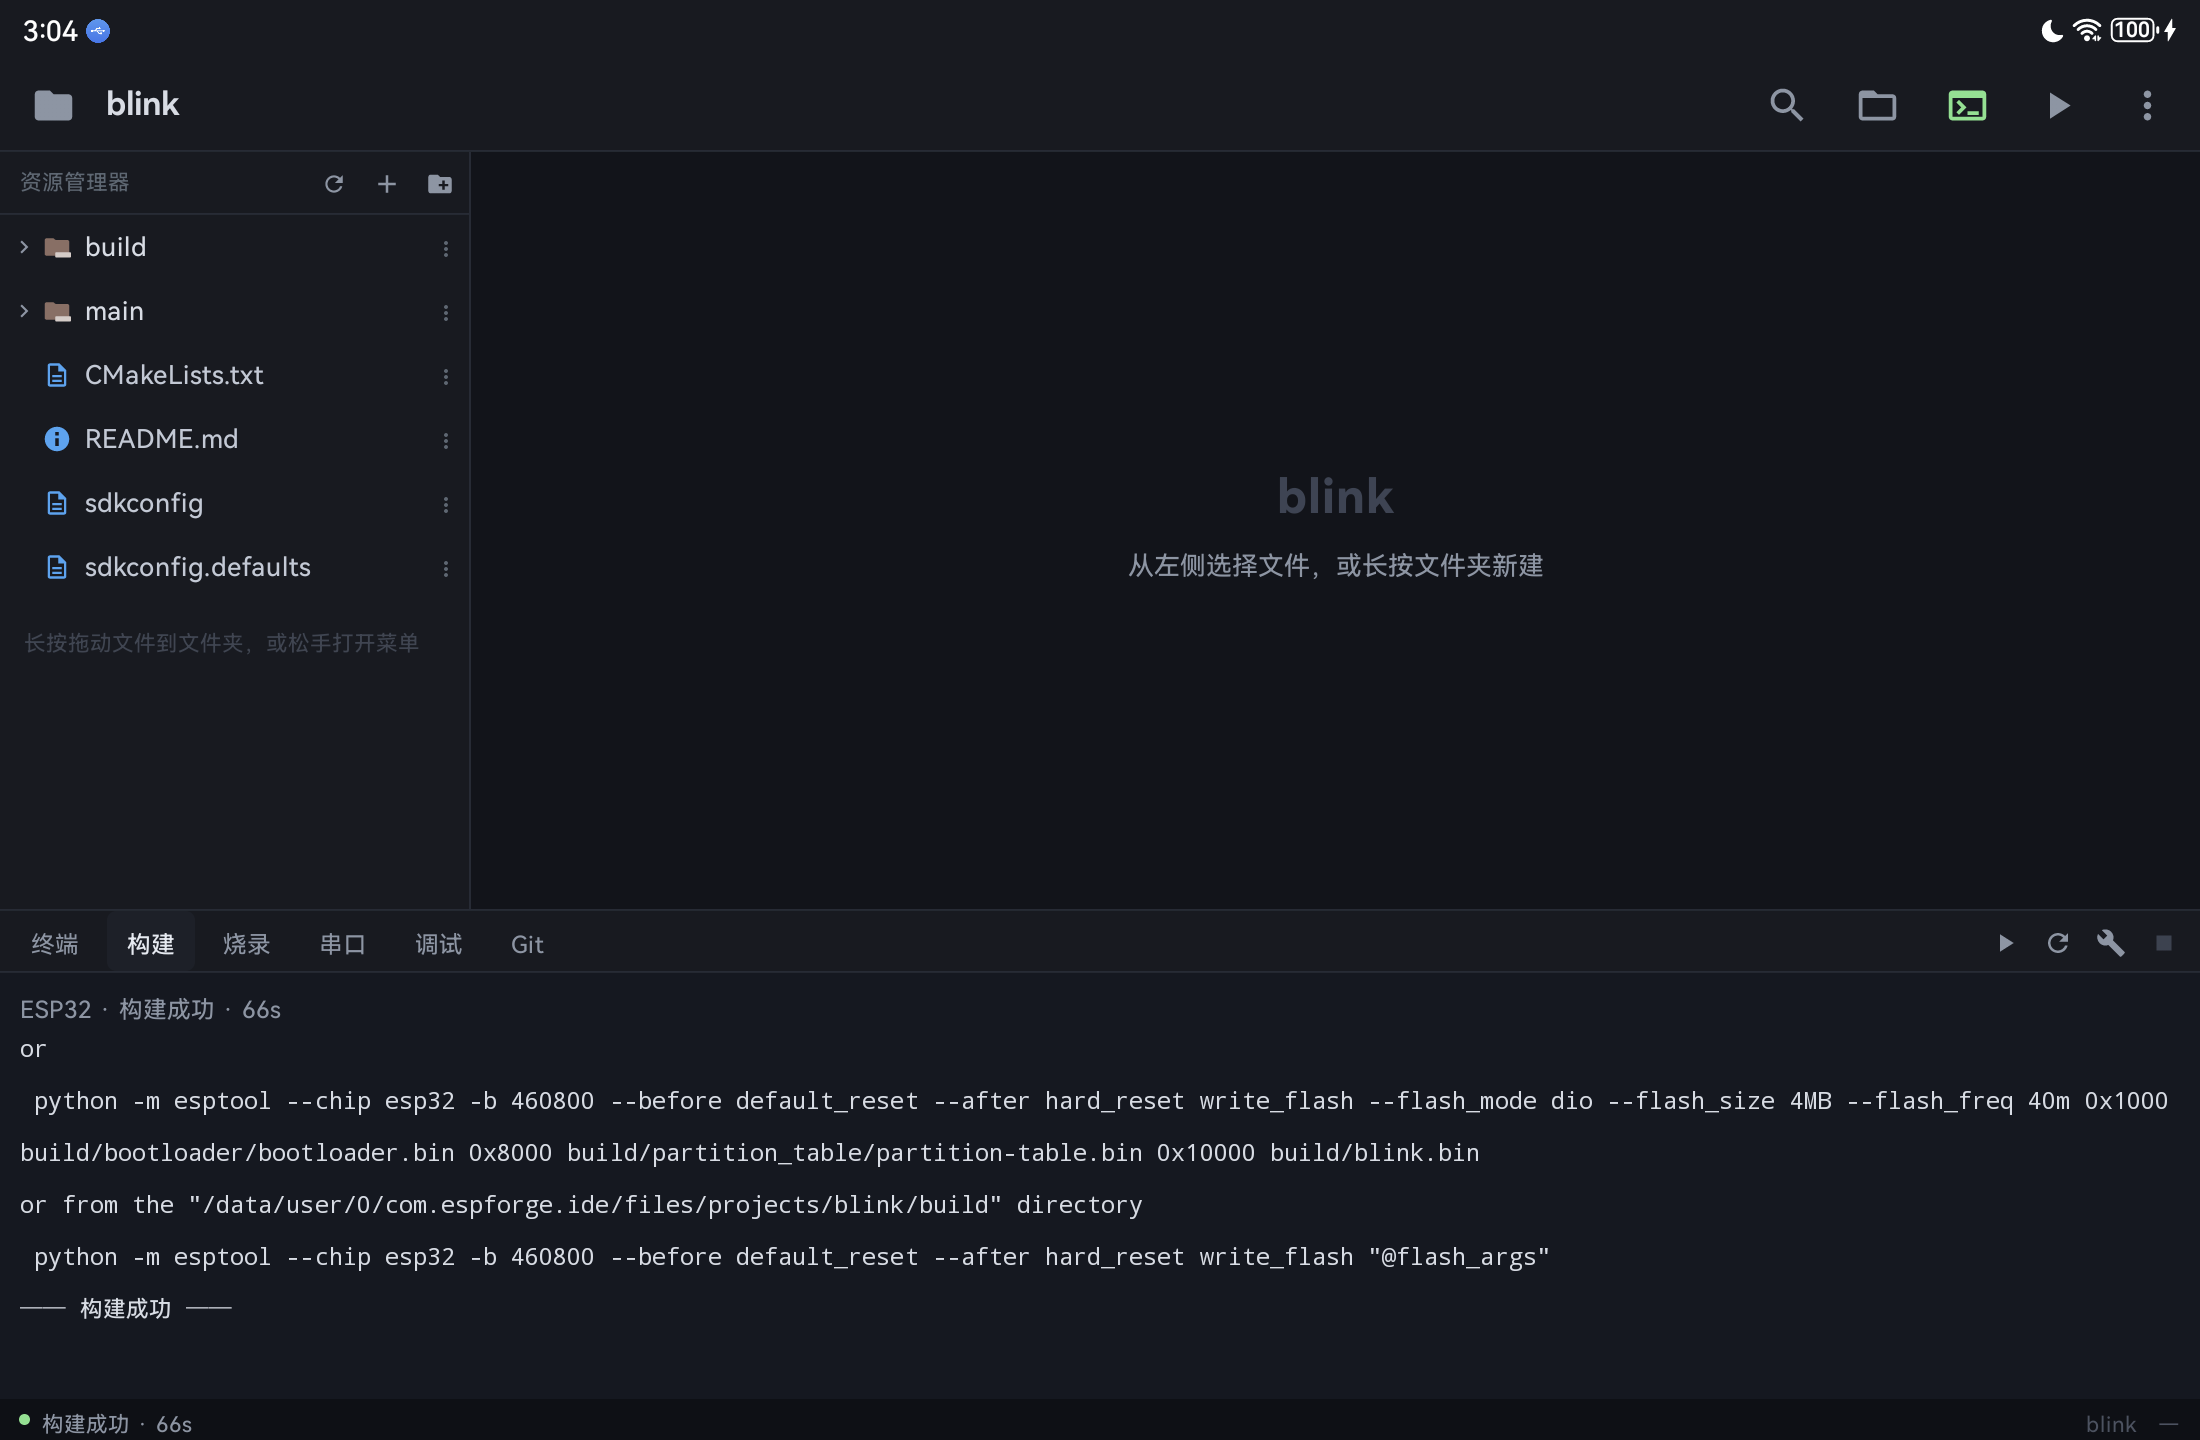 3:04
100
blink
资源管理器
build
main
CMakeLists.txt
README.md
sdkconfig
sdkconfig.defaults
长按拖动文件到文件夹，或松手打开菜单
blink
从左侧选择文件，或长按文件夹新建
终端 构建 烧录 串口 调试 Git
ESP32 · 构建成功 · 66s
or
python -m esptool --chip esp32 -b 460800 --before default_reset --after hard_reset write_flash --flash_mode dio --flash_size 4MB --flash_freq 40m 0x1000
build/bootloader/bootloader.bin 0x8000 build/partition_table/partition-table.bin 0x10000 build/blink.bin
or from the "/data/user/0/com.espforge.ide/files/projects/blink/build" directory
python -m esptool --chip esp32 -b 460800 --before default_reset --after hard_reset write_flash "@flash_args"
—— 构建成功 ——
构建成功 · 66s
blink —